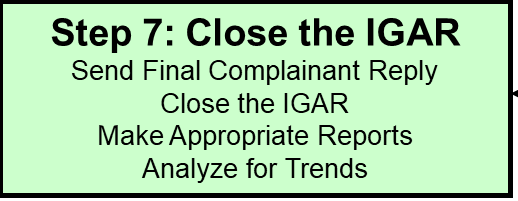 Step 7: Close the IGAR
Send Final Complainant Reply
Close the IGAR
Make Appropriate Reports
Analyze for Trends